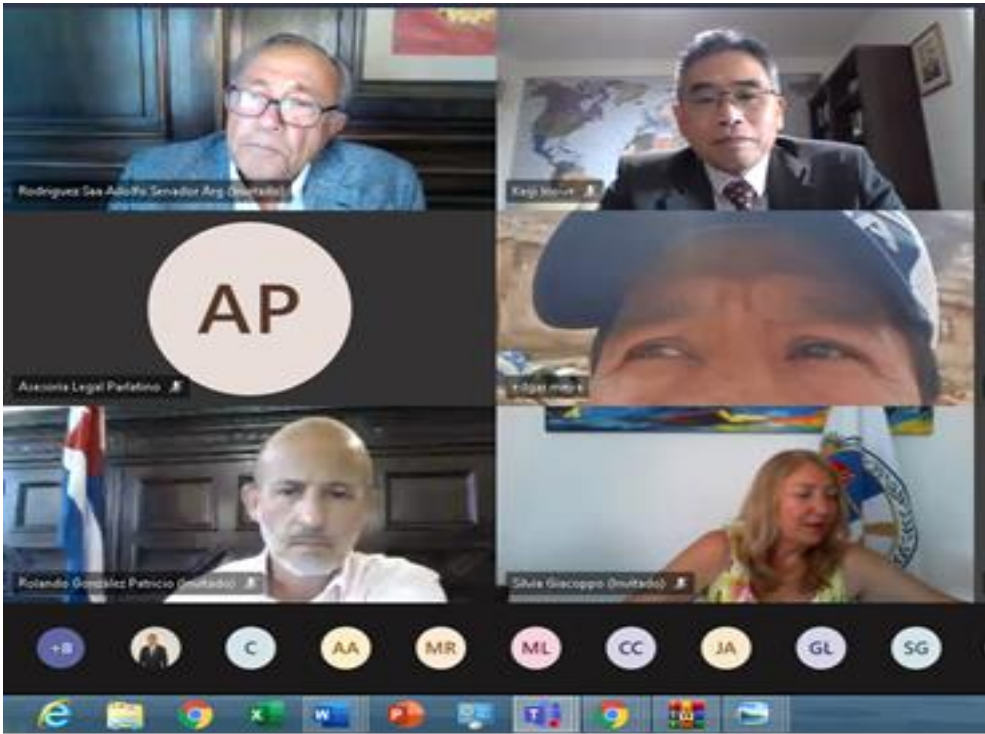 Rodriguez Saa Adolfo Senador Arg (Invitado)
Keiji Inoue
AP
Asesoria Legal Parlatino
Rolando González Patricio (Invitado)
Silvia Giacoppo (Invitado)
+8
C
AA
MR
ML
CC
JA
GL
SG